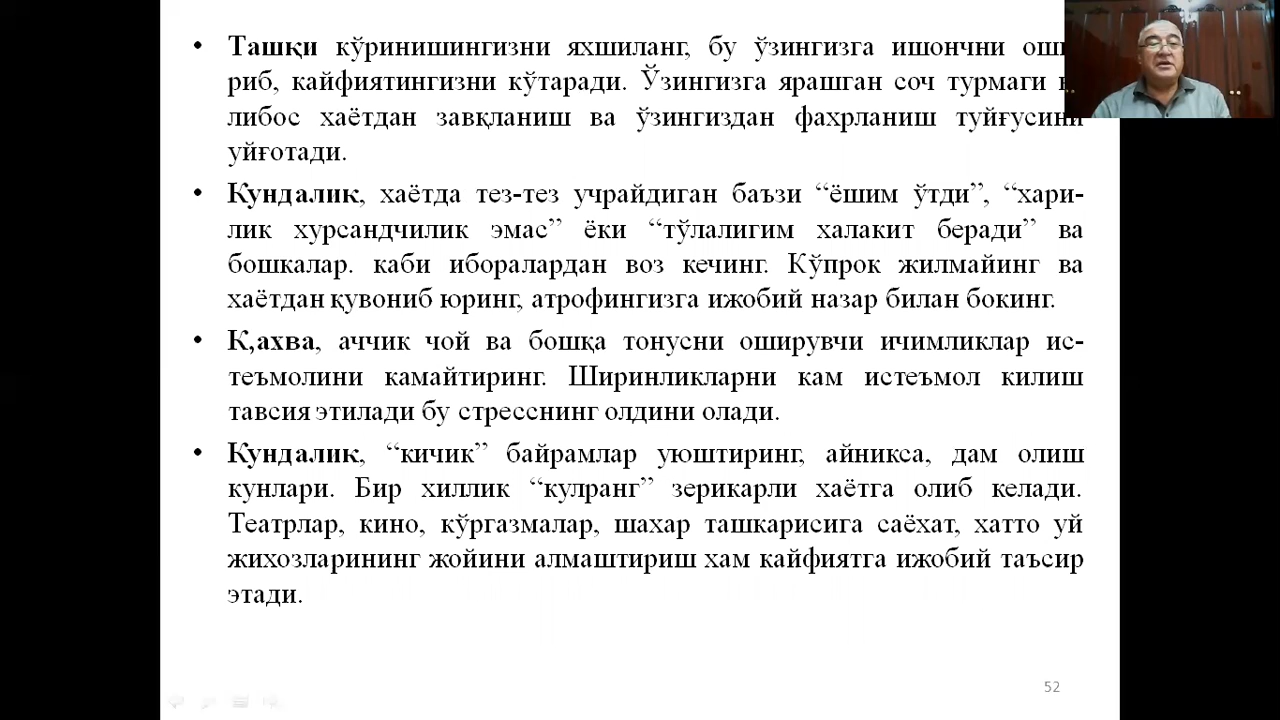 • Ташқи кўринишингизни яхшиланг, бу ўзингизга ишончни
риб, кайфиятингизни кўтаради. Ўзингизга ярашган соч турмаги
либос хаётдан завқланиш ва ўзингиздан фахрланиш туйғусини
уйғотади.
• Кундалик, хаётда тез-тез учрайдиган баъзи “ёшим ўтди”, “хари-
лик хурсандчилик эмас” ёки “тўлалигим халакит беради” ва
бошкалар. каби иборалардан воз кечинг. Кўпрок жилмайинг ва
хаётдан қувониб юринг, атрофингизга ижобий назар билан бокинг.
• К,ахва, аччик чой ва бошқа тонусни оширувчи ичимликлар ис-
теъмолини камайтиринг. Ширинликларни кам истеъмол килиш
тавсия этилади бу стресснинг олдини олади.
• Кундалик, “кичик” байрамлар уюштиринг, айникса, дам олиш
кунлари. Бир хиллик “кулранг” зерикарли хаётга олиб келади.
Театрлар, кино, кўргазмалар, шахар ташкарисига саёхат, хатто уй
жихозларининг жойини алмаштириш хам кайфиятга ижобий таъсир
этади.
52